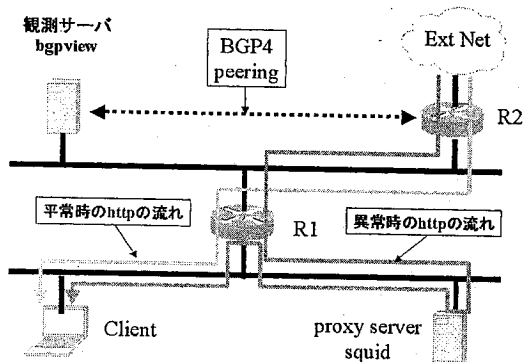 観測サーバ
bgpview
BGP4
peering
Ext Net
R2
平常時のhttpの流れ
R1
異常時のhttpの流れ
Client
proxy server
squid